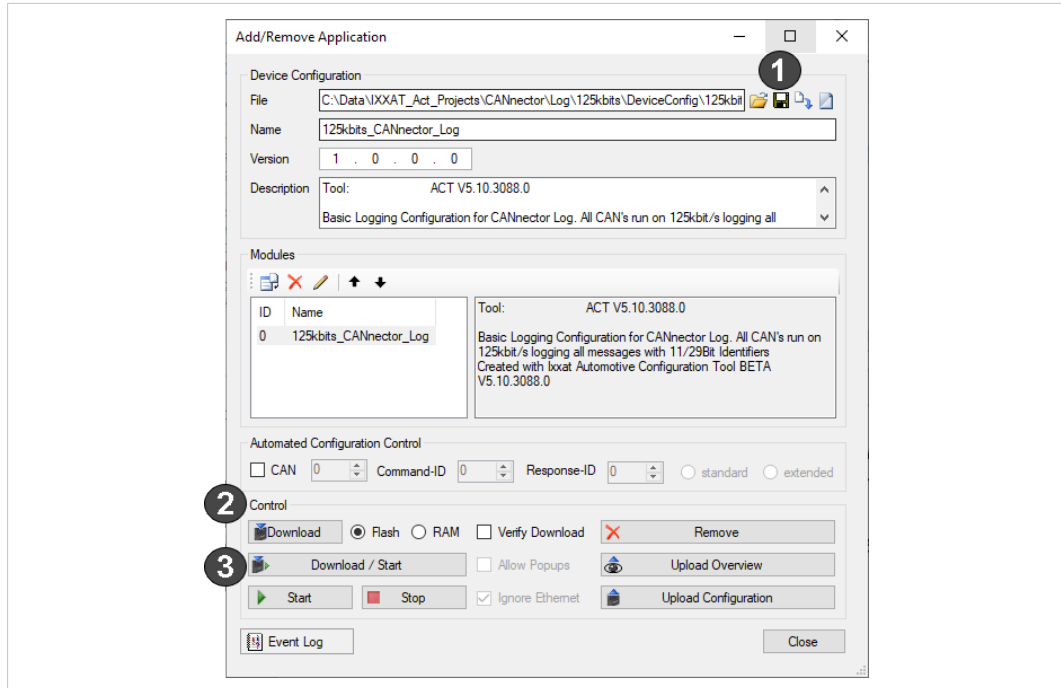 Add/Remove Application
1
Device Configuration
File C:\Data\IXXAT_Act_Projects\CANnector\Log\125kbits\DeviceConfig\125kbit
Name 125kbits_CANnector_Log
Version 1 . 0 . 0 . 0
Description Tool: ACT V5.10.3088.0
Basic Logging Configuration for CANnector Log. All CAN's run on 125kbit/s logging all
Modules
ID Name
0 125kbits_CANnector_Log
Tool: ACT V5.10.3088.0
Basic Logging Configuration for CANnector Log. All CAN's run on
125kbit/s logging all messages with 11/29Bit Identifiers
Created with Ixxat Automotive Configuration Tool BETA
V5.10.3088.0
Automated Configuration Control
CAN 0 Command-ID 0 Response-ID 0 standard extended
2 Control
Download Flash RAM Verify Download Remove
3 Download / Start Allow Popups Upload Overview
Start Stop Ignore Ethernet Upload Configuration
Event Log Close